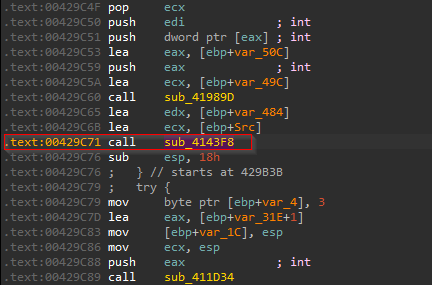 .text:00429C4F pop ecx
.text:00429C50 push edi ; int
.text:00429C51 push dword ptr [eax] ; int
.text:00429C53 lea eax, [ebp+var_50C]
.text:00429C59 push eax ; int
.text:00429C5A lea ecx, [ebp+var_49C]
.text:00429C60 call sub_41989D
.text:00429C65 lea edx, [ebp+var_484]
.text:00429C6B lea ecx, [ebp+Src]
.text:00429C71 call sub_4143F8
.text:00429C76 sub esp, 18h
.text:00429C76 ; } // starts at 429B3B
.text:00429C79 ; try {
.text:00429C79 mov byte ptr [ebp+var_4], 3
.text:00429C7D lea eax, [ebp+var_31E+1]
.text:00429C83 mov [ebp+var_1C], esp
.text:00429C86 mov ecx, esp
.text:00429C88 push eax ; int
.text:00429C89 call sub_411D34